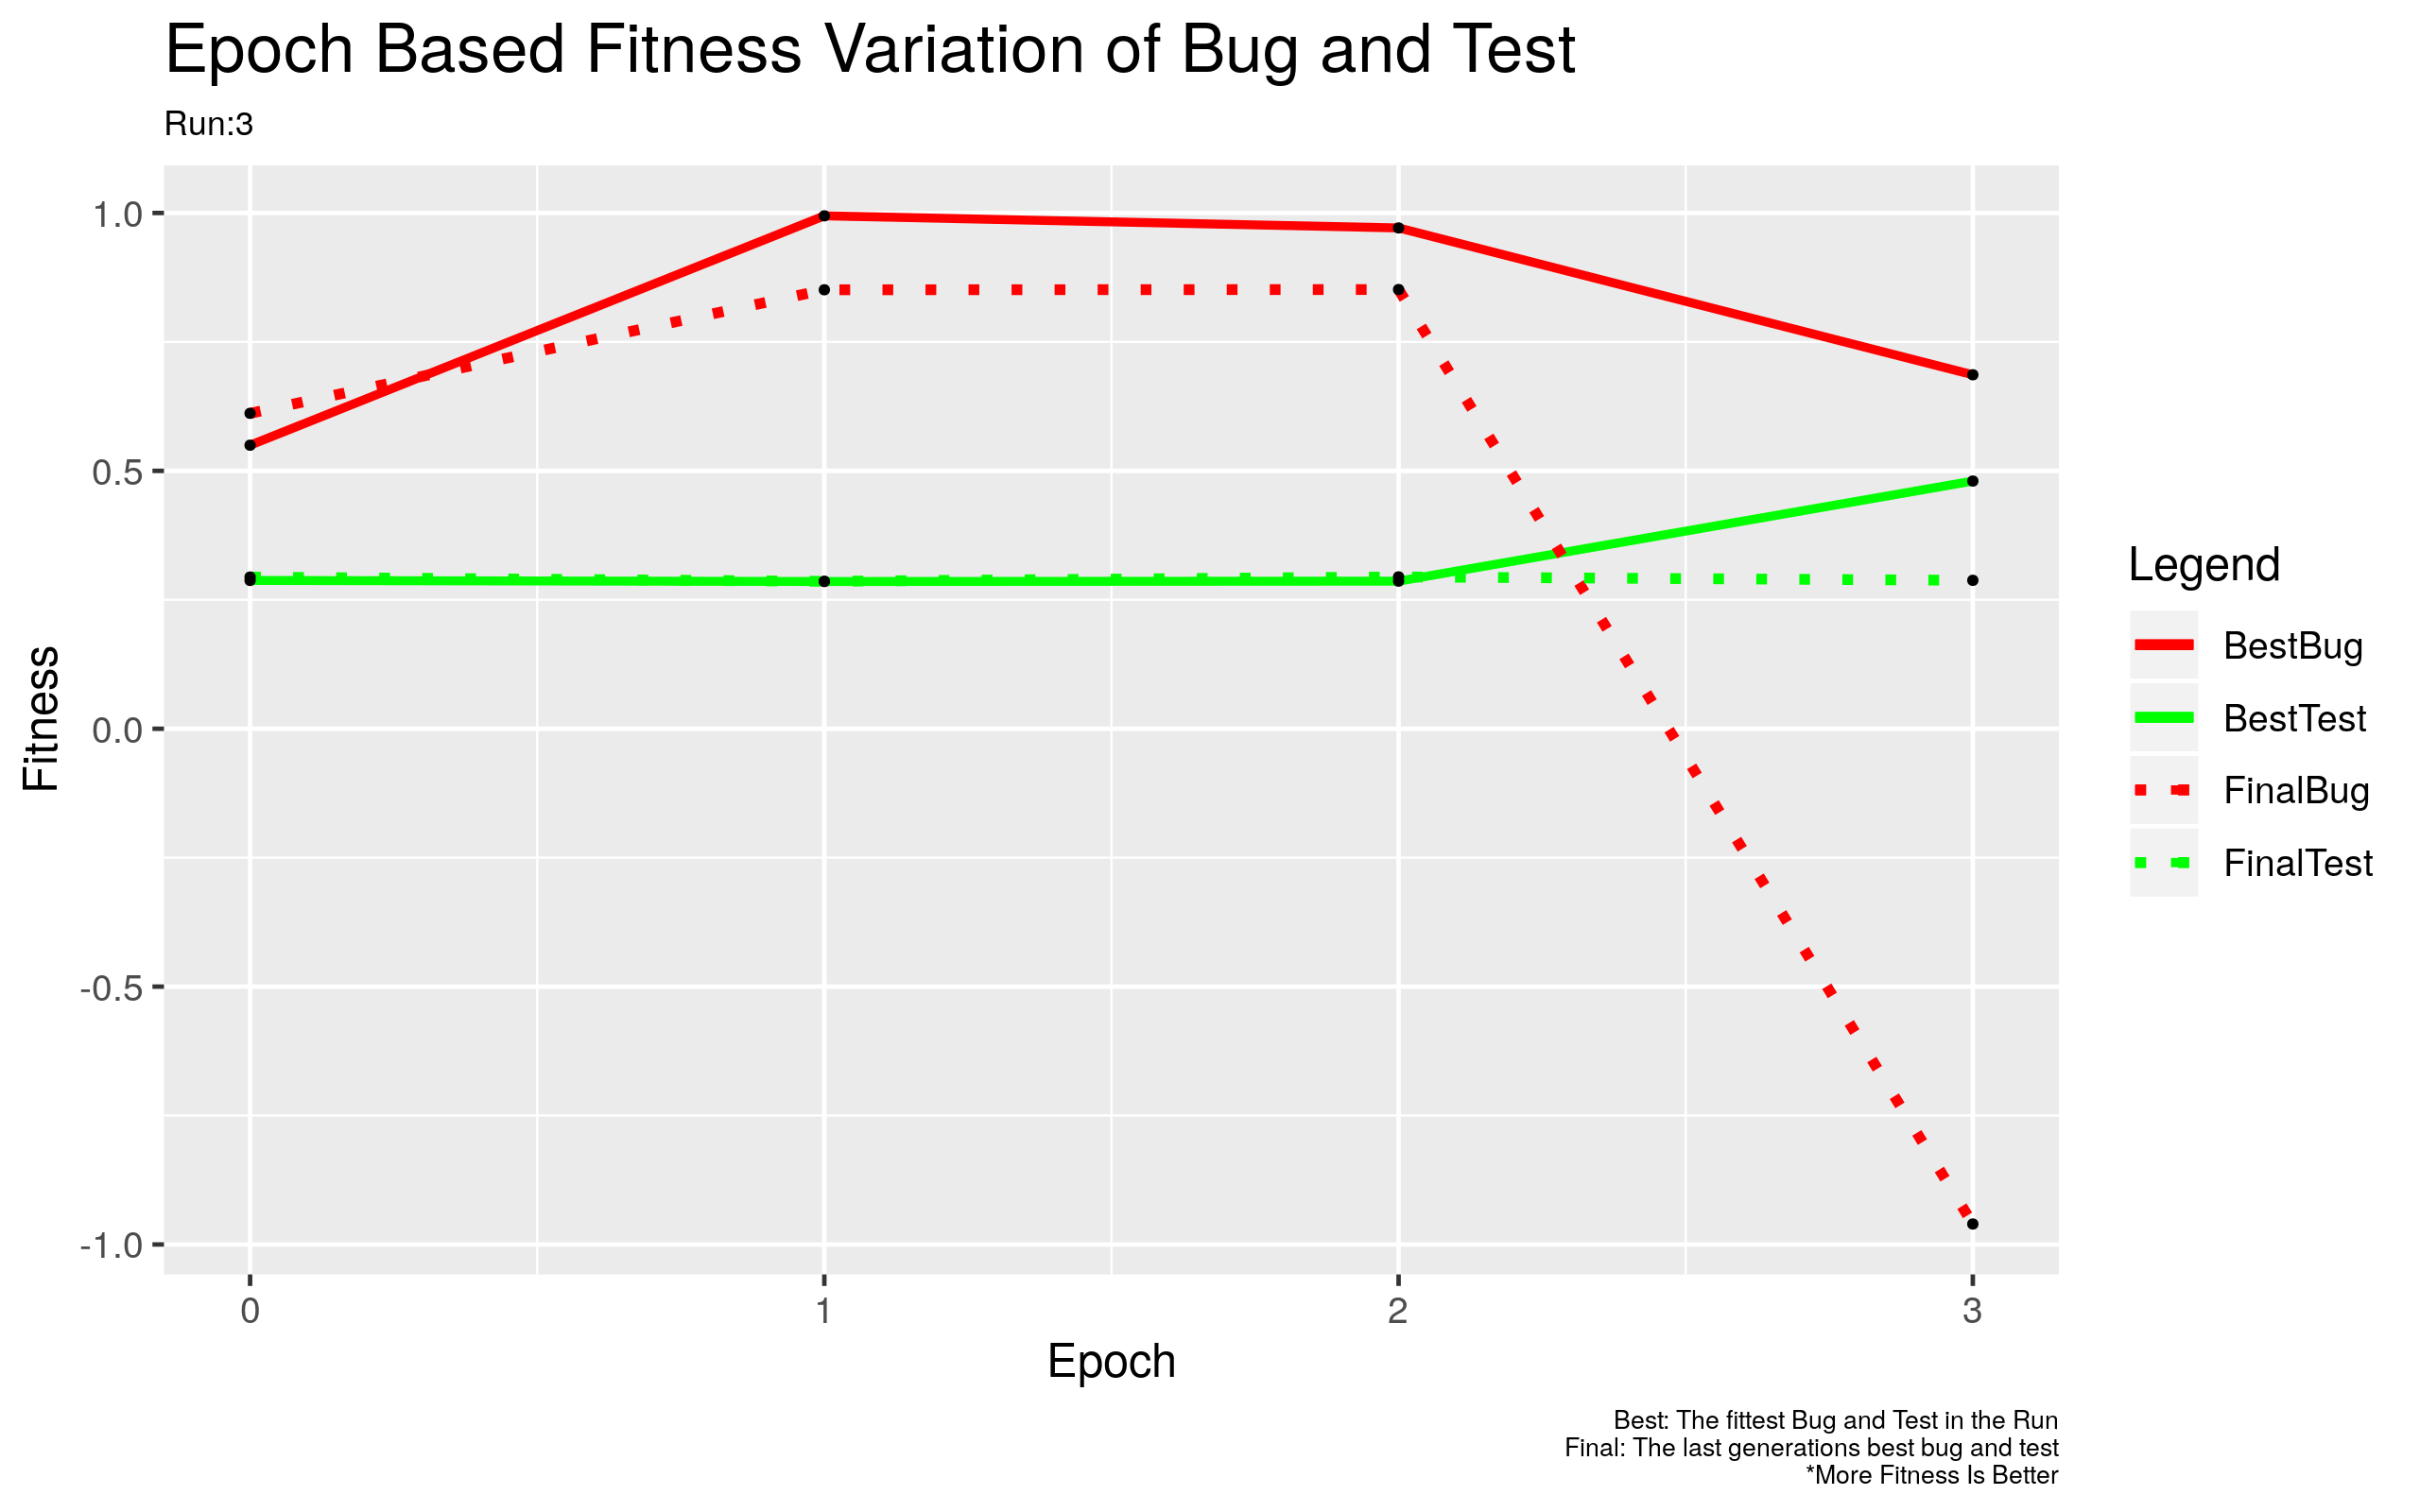 Epoch Based Fitness Variation of Bug and Test
Run:3
1.0
0.5
0.0
-0.5
-1.0
Fitness
0
1
2
3
Epoch
Legend
BestBug
BestTest
FinalBug
FinalTest
Best: The fittest Bug and Test in the Run
Final: The last generations best bug and test
*More Fitness Is Better